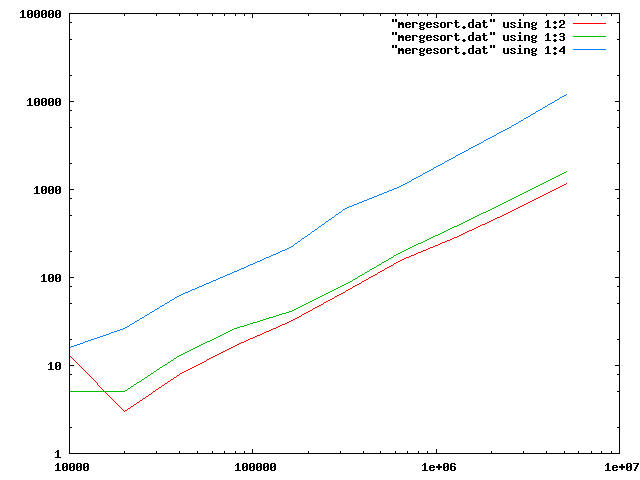 100000
"mergesort.dat" using 1:2
"mergesort.dat" using 1:3
"mergesort.dat" using 1:4
10000
1000
100
10
1
10000 100000 1e+06 1e+07